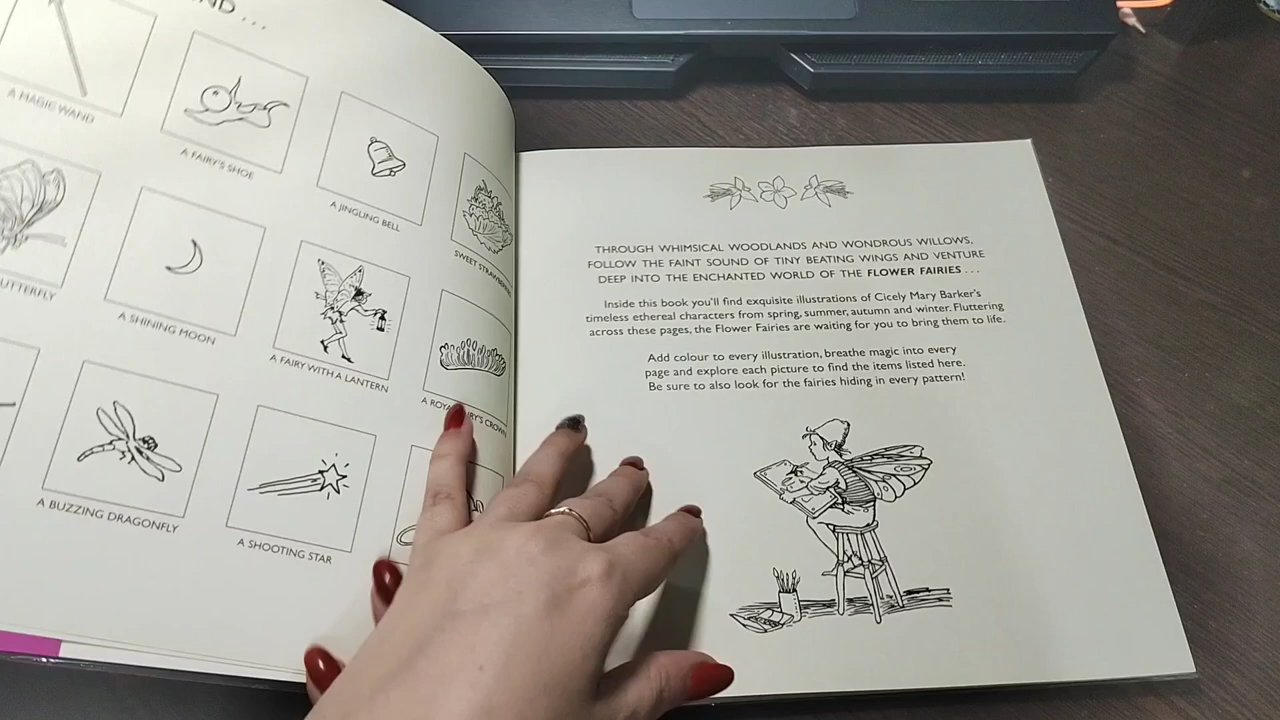 A MAGIC WAND
A FAIRY'S SHOE
A JINGLING BELL
SWEET
A SHINING MOON
A FAIRY WITH A LANTERN
A CROWN
A BUZZING DRAGONFLY
A SHOOTING STAR
THROUGH WHIMSICAL WOODLANDS AND WONDROUS WILLOWS,
FOLLOW THE FAINT SOUND OF TINY BEATING WINGS AND VENTURE
DEEP INTO THE ENCHANTED WORLD OF THE FLOWER FAIRIES . . .
Inside this book you'll find exquisite illustrations of Cicely Mary Barker's
timeless ethereal characters from spring, summer, autumn and winter. Fluttering
across these pages, the Flower Fairies are waiting for you to bring them to life.
Add colour to every illustration, breathe magic into every
page and explore each picture to find the items listed here.
Be sure to also look for the fairies hiding in every pattern!